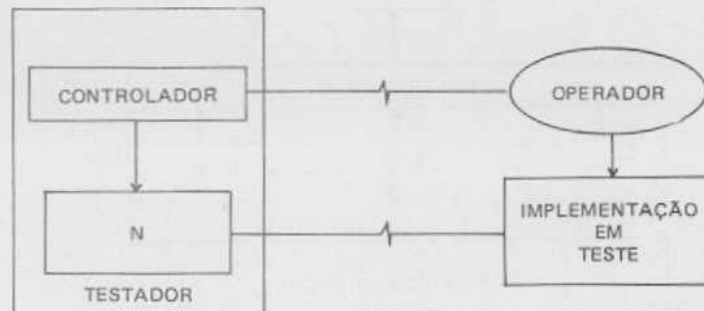 CONTROLADOR
OPERADOR
N
IMPLEMENTAÇÃO
EM
TESTE
TESTADOR